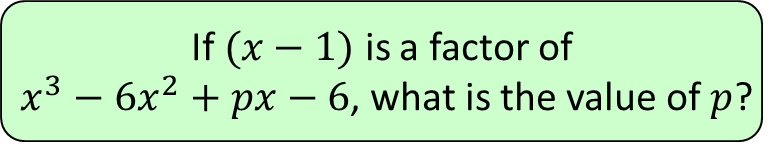 If (x − 1) is a factor of
x³ − 6x² + px − 6, what is the value of p?